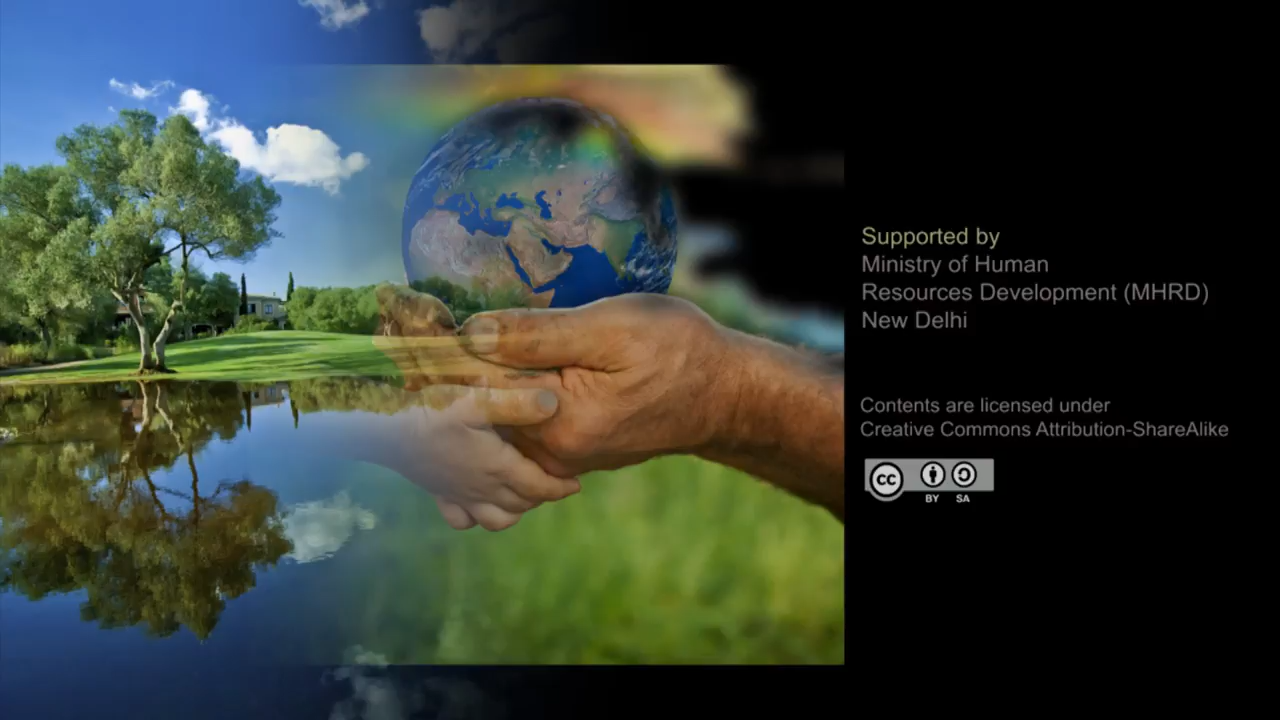 Supported by
Ministry of Human
Resources Development (MHRD)
New Delhi
Contents are licensed under
Creative Commons Attribution-ShareAlike
cc
BY SA